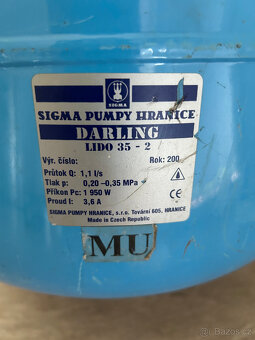 SIGMA
SIGMA PUMPY HRANICE
DARLING
LIDO 35 - 2
Výr. číslo: Rok: 200
Průtok Q: 1,1 l/s
Tlak p: 0,20 -0,35 MPa
Příkon Pc: 1 950 W
Proud I: 3,6 A
SIGMA PUMPY HRANICE, s.r.o. Tovární 605, HRANICE
Made in Czech Republic
MU